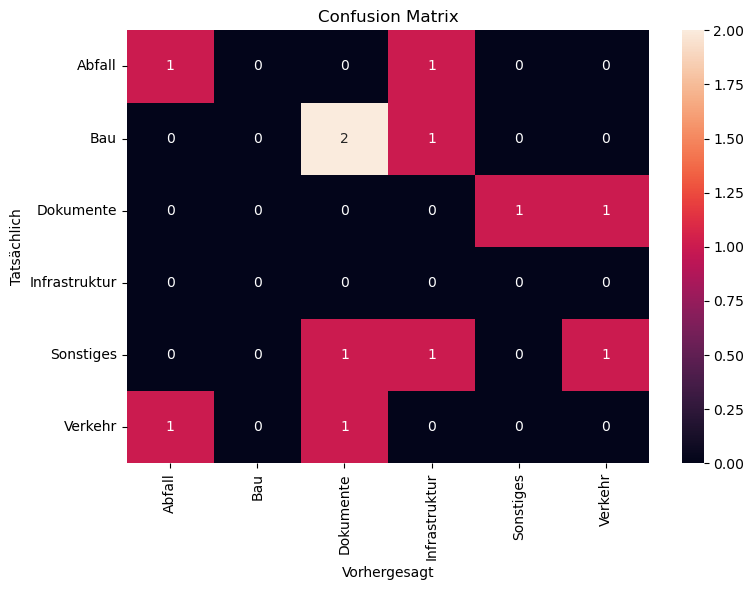 Confusion Matrix
Tatsächlich
Abfall 1 0 0 1 0 0
Bau 0 0 2 1 0 0
Dokumente 0 0 0 0 1 1
Infrastruktur 0 0 0 0 0 0
Sonstiges 0 0 1 1 0 1
Verkehr 1 0 1 0 0 0
Abfall Bau Dokumente Infrastruktur Sonstiges Verkehr
Vorhergesagt
2.00
1.75
1.50
1.25
1.00
0.75
0.50
0.25
0.00